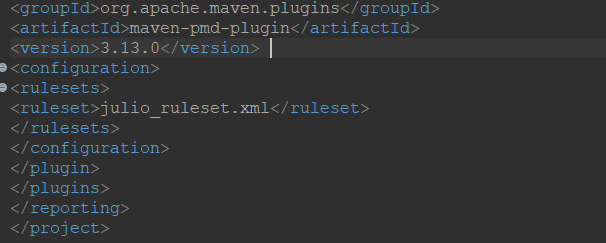 <groupId>org.apache.maven.plugins</groupId>
<artifactId>maven-pmd-plugin</artifactId>
<version>3.13.0</version>
<configuration>
<rulesets>
<ruleset>julio_ruleset.xml</ruleset>
</rulesets>
</configuration>
</plugin>
</plugins>
</reporting>
</project>